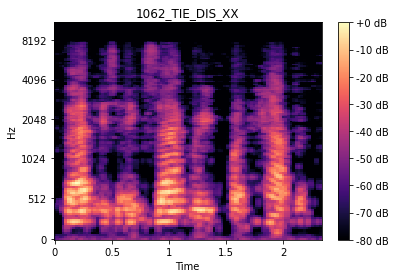 1062_TIE_DIS_XX
8192
4096
2048
1024
512
0
Hz
0
0.5
1
1.5
2
Time
+0 dB
-10 dB
-20 dB
-30 dB
-40 dB
-50 dB
-60 dB
-70 dB
-80 dB